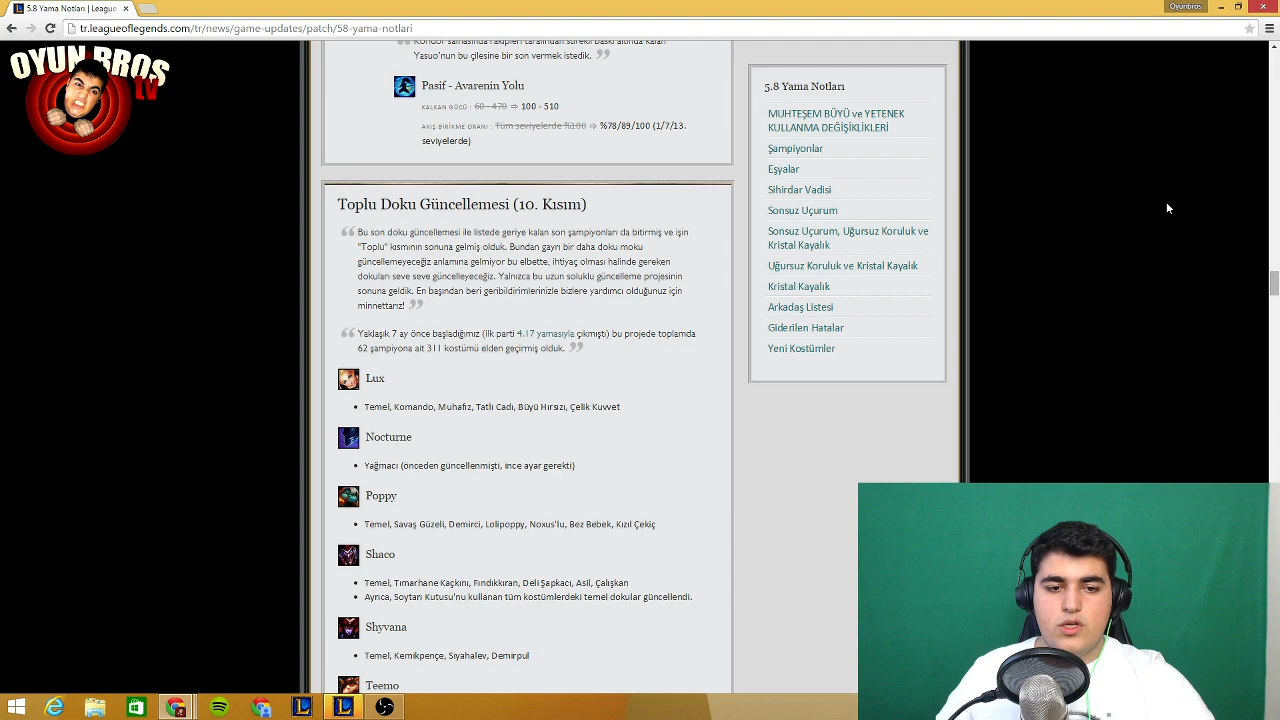 5.8 Yama Notları | League
Oyunbros
tr.leagueoflegends.com/tr/news/game-updates/patch/58-yama-notlari
OYUN BROS
TV
Koridor safhasında rakipleri tarafından sürekli baskı altında kalan
Yasuo'nun bu çilesine bir son vermek istedik.
Pasif - Avarenin Yolu
KALKAN GÜCÜ : 60 - 470 ⇒ 100 - 510
AKIŞ BİRİKME ORANI : Tüm seviyelerde %100 ⇒ %78/89/100 (1/7/13.
seviyelerde)
Toplu Doku Güncellemesi (10. Kısım)
Bu son doku güncellemesi ile listede geriye kalan son şampiyonları da bitirmiş ve işin
"Toplu" kısmının sonuna gelmiş olduk. Bundan gayrı bir daha doku moku
güncellemeyeceğiz anlamına gelmiyor bu elbette, ihtiyaç olması halinde gereken
dokuları seve seve güncelleyeceğiz. Yalnızca bu uzun soluklu güncelleme projesinin
sonuna geldik. En başından beri geribildirimlerinizle bizlere yardımcı olduğunuz için
minnettarız!
Yaklaşık 7 ay önce başladığımız (ilk parti 4.17 yamasıyla çıkmıştı) bu projede toplamda
62 şampiyona ait 311 kostümü elden geçirmiş olduk.
Lux
• Temel, Komando, Muhafız, Tatlı Cadı, Büyü Hırsızı, Çelik Kuvvet
Nocturne
• Yağmacı (önceden güncellenmişti, ince ayar gerekti)
Poppy
• Temel, Savaş Güzeli, Demirci, Lolipoppy, Noxus'lu, Bez Bebek, Kızıl Çekiç
Shaco
• Temel, Tımarhane Kaçkını, Fındıkkıran, Deli Şapkacı, Asil, Çalışkan
• Ayrıca, Soytarı Kutusu'nu kullanan tüm kostümlerdeki temel dokular güncellendi.
Shyvana
• Temel, Kemikpençe, Siyahalev, Demirpul
Teemo
5.8 Yama Notları
MUHTEŞEM BÜYÜ ve YETENEK
KULLANMA DEĞİŞİKLİKLERİ
Şampiyonlar
Eşyalar
Sihirdar Vadisi
Sonsuz Uçurum
Sonsuz Uçurum, Uğursuz Koruluk ve
Kristal Kayalık
Uğursuz Koruluk ve Kristal Kayalık
Kristal Kayalık
Arkadaş Listesi
Giderilen Hatalar
Yeni Kostümler